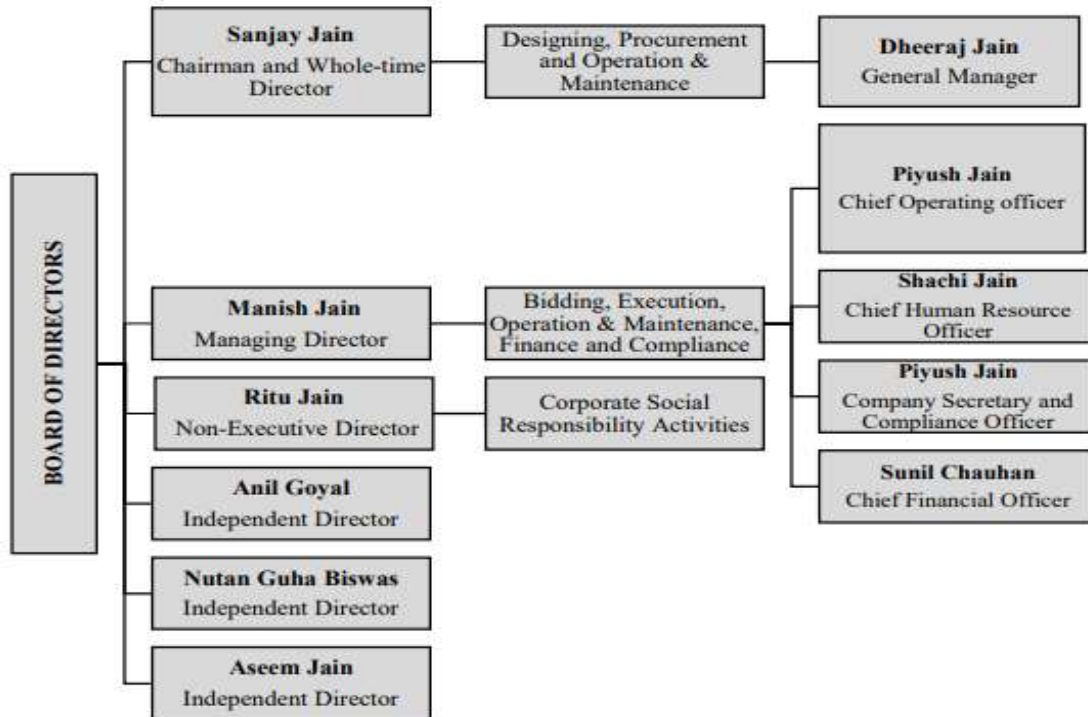 BOARD OF DIRECTORS
Sanjay Jain
Chairman and Whole-time
Director
Designing, Procurement
and Operation &
Maintenance
Dheeraj Jain
General Manager
Manish Jain
Managing Director
Bidding, Execution,
Operation & Maintenance,
Finance and Compliance
Piyush Jain
Chief Operating officer
Shachi Jain
Chief Human Resource
Officer
Piyush Jain
Company Secretary and
Compliance Officer
Sunil Chauhan
Chief Financial Officer
Ritu Jain
Non-Executive Director
Corporate Social
Responsibility Activities
Anil Goyal
Independent Director
Nutan Guha Biswas
Independent Director
Aseem Jain
Independent Director